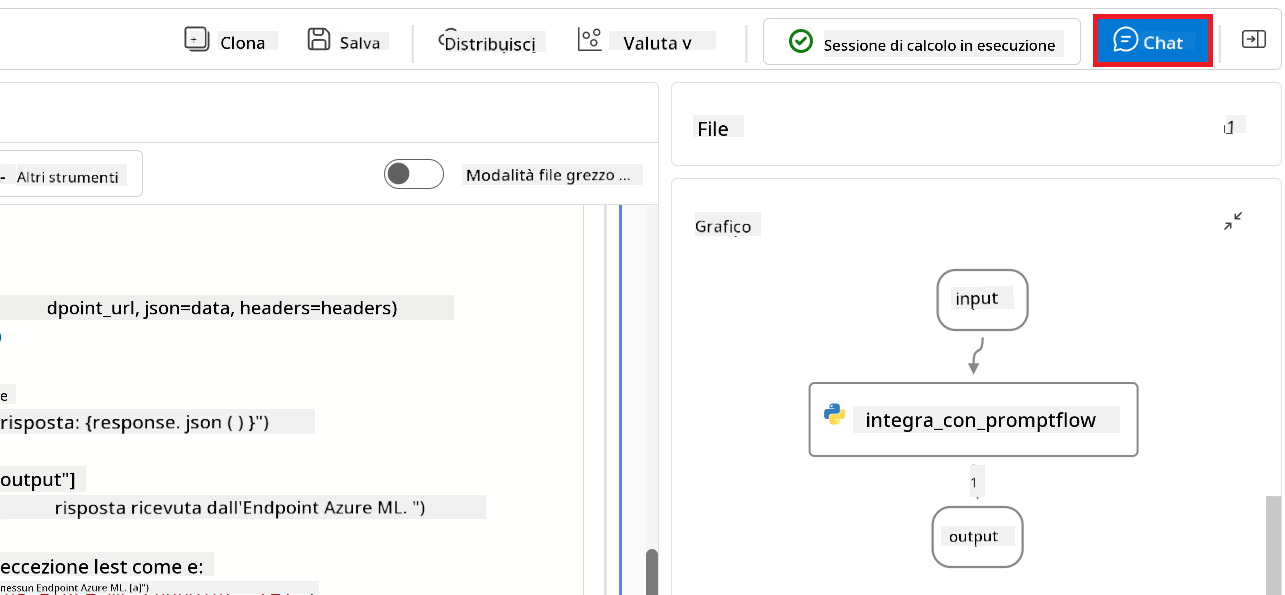 Clona
Salva
Distribuisci
Valuta v
Sessione di calcolo in esecuzione
Chat
- Altri strumenti
Modalità file grezzo ...
dpoint_url, json=data, headers=headers)
e
risposta: {response. json ( ) }")
output"]
risposta ricevuta dall'Endpoint Azure ML. ")
eccezione lest come e:
nessun Endpoint Azure ML. [a]")
File
1
Grafico
input
integra_con_promptflow
1
output